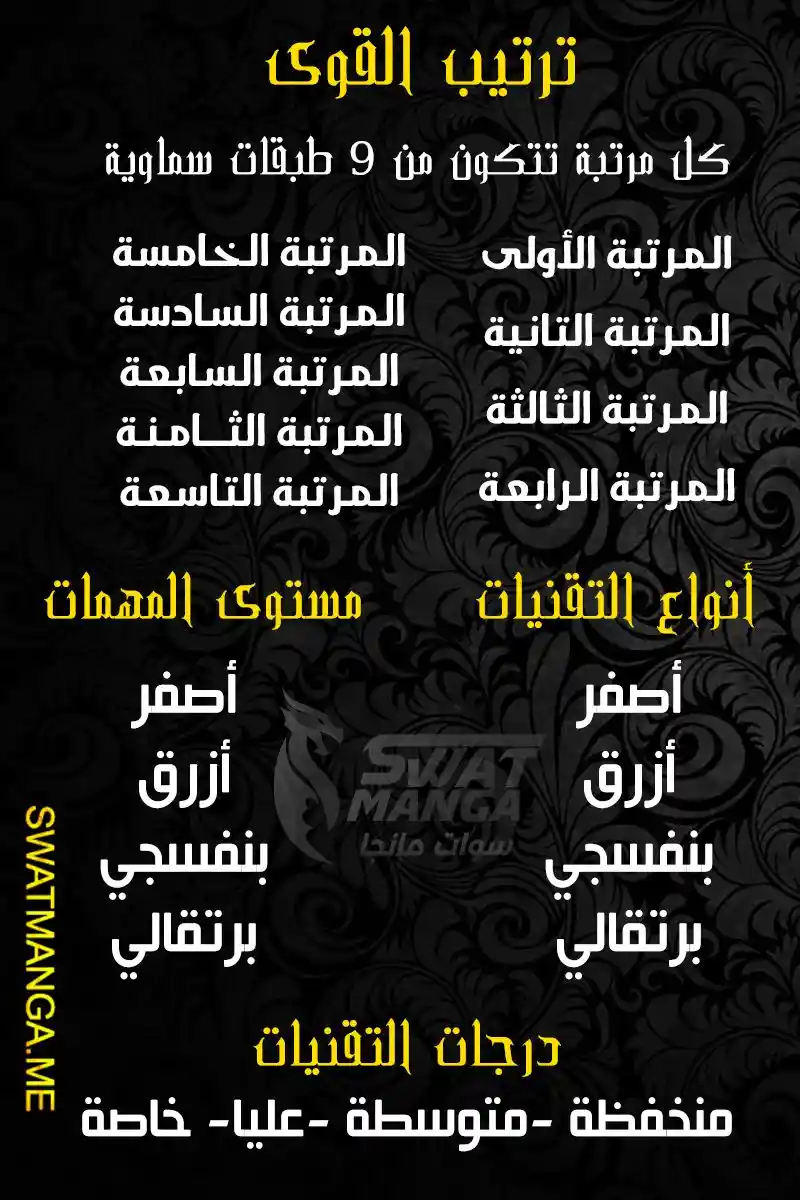 ترتيب القوى
كل مرتبة تتكون من 9 طبقات سماوية
المرتبة الأولى
المرتبة التانية
المرتبة الثالثة
المرتبة الرابعة
المرتبة الخامسة
المرتبة السادسة
المرتبة السابعة
المرتبة الثـــامـنـة
المرتبة التاسعة
أنواع التقنيات
أصفر
أزرق
بنفسجي
برتقالي
مستوى المهمات
أصفر
أزرق
بنفسجي
برتقالي
SWAT
MANGA
سوات مانجا
درجات التقنيات
منخفظة -متوسطة -عليا- خاصة
SWATMANGA.ME